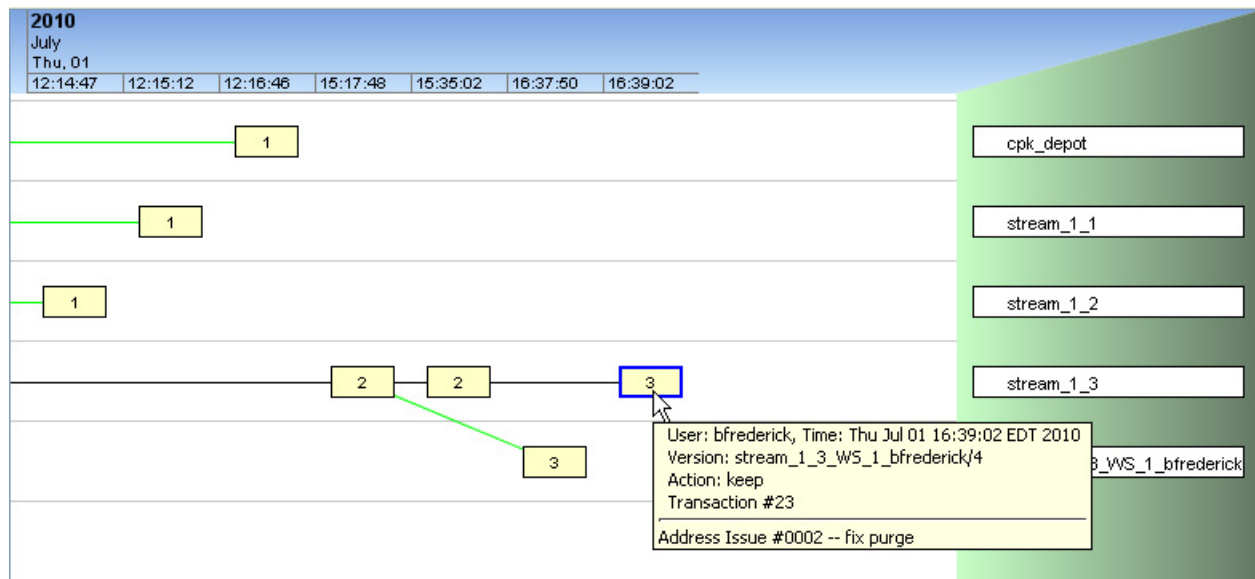 2010
July
Thu, 01
12:14:47 12:15:12 12:16:46 15:17:48 15:35:02 16:37:50 16:39:02
1 cpk_depot
1 stream_1_1
1 stream_1_2
2 2 3 stream_1_3
3 _WS_1_bfrederick
User: bfrederick, Time: Thu Jul 01 16:39:02 EDT 2010
Version: stream_1_3_WS_1_bfrederick/4
Action: keep
Transaction #23
Address Issue #0002 -- fix purge